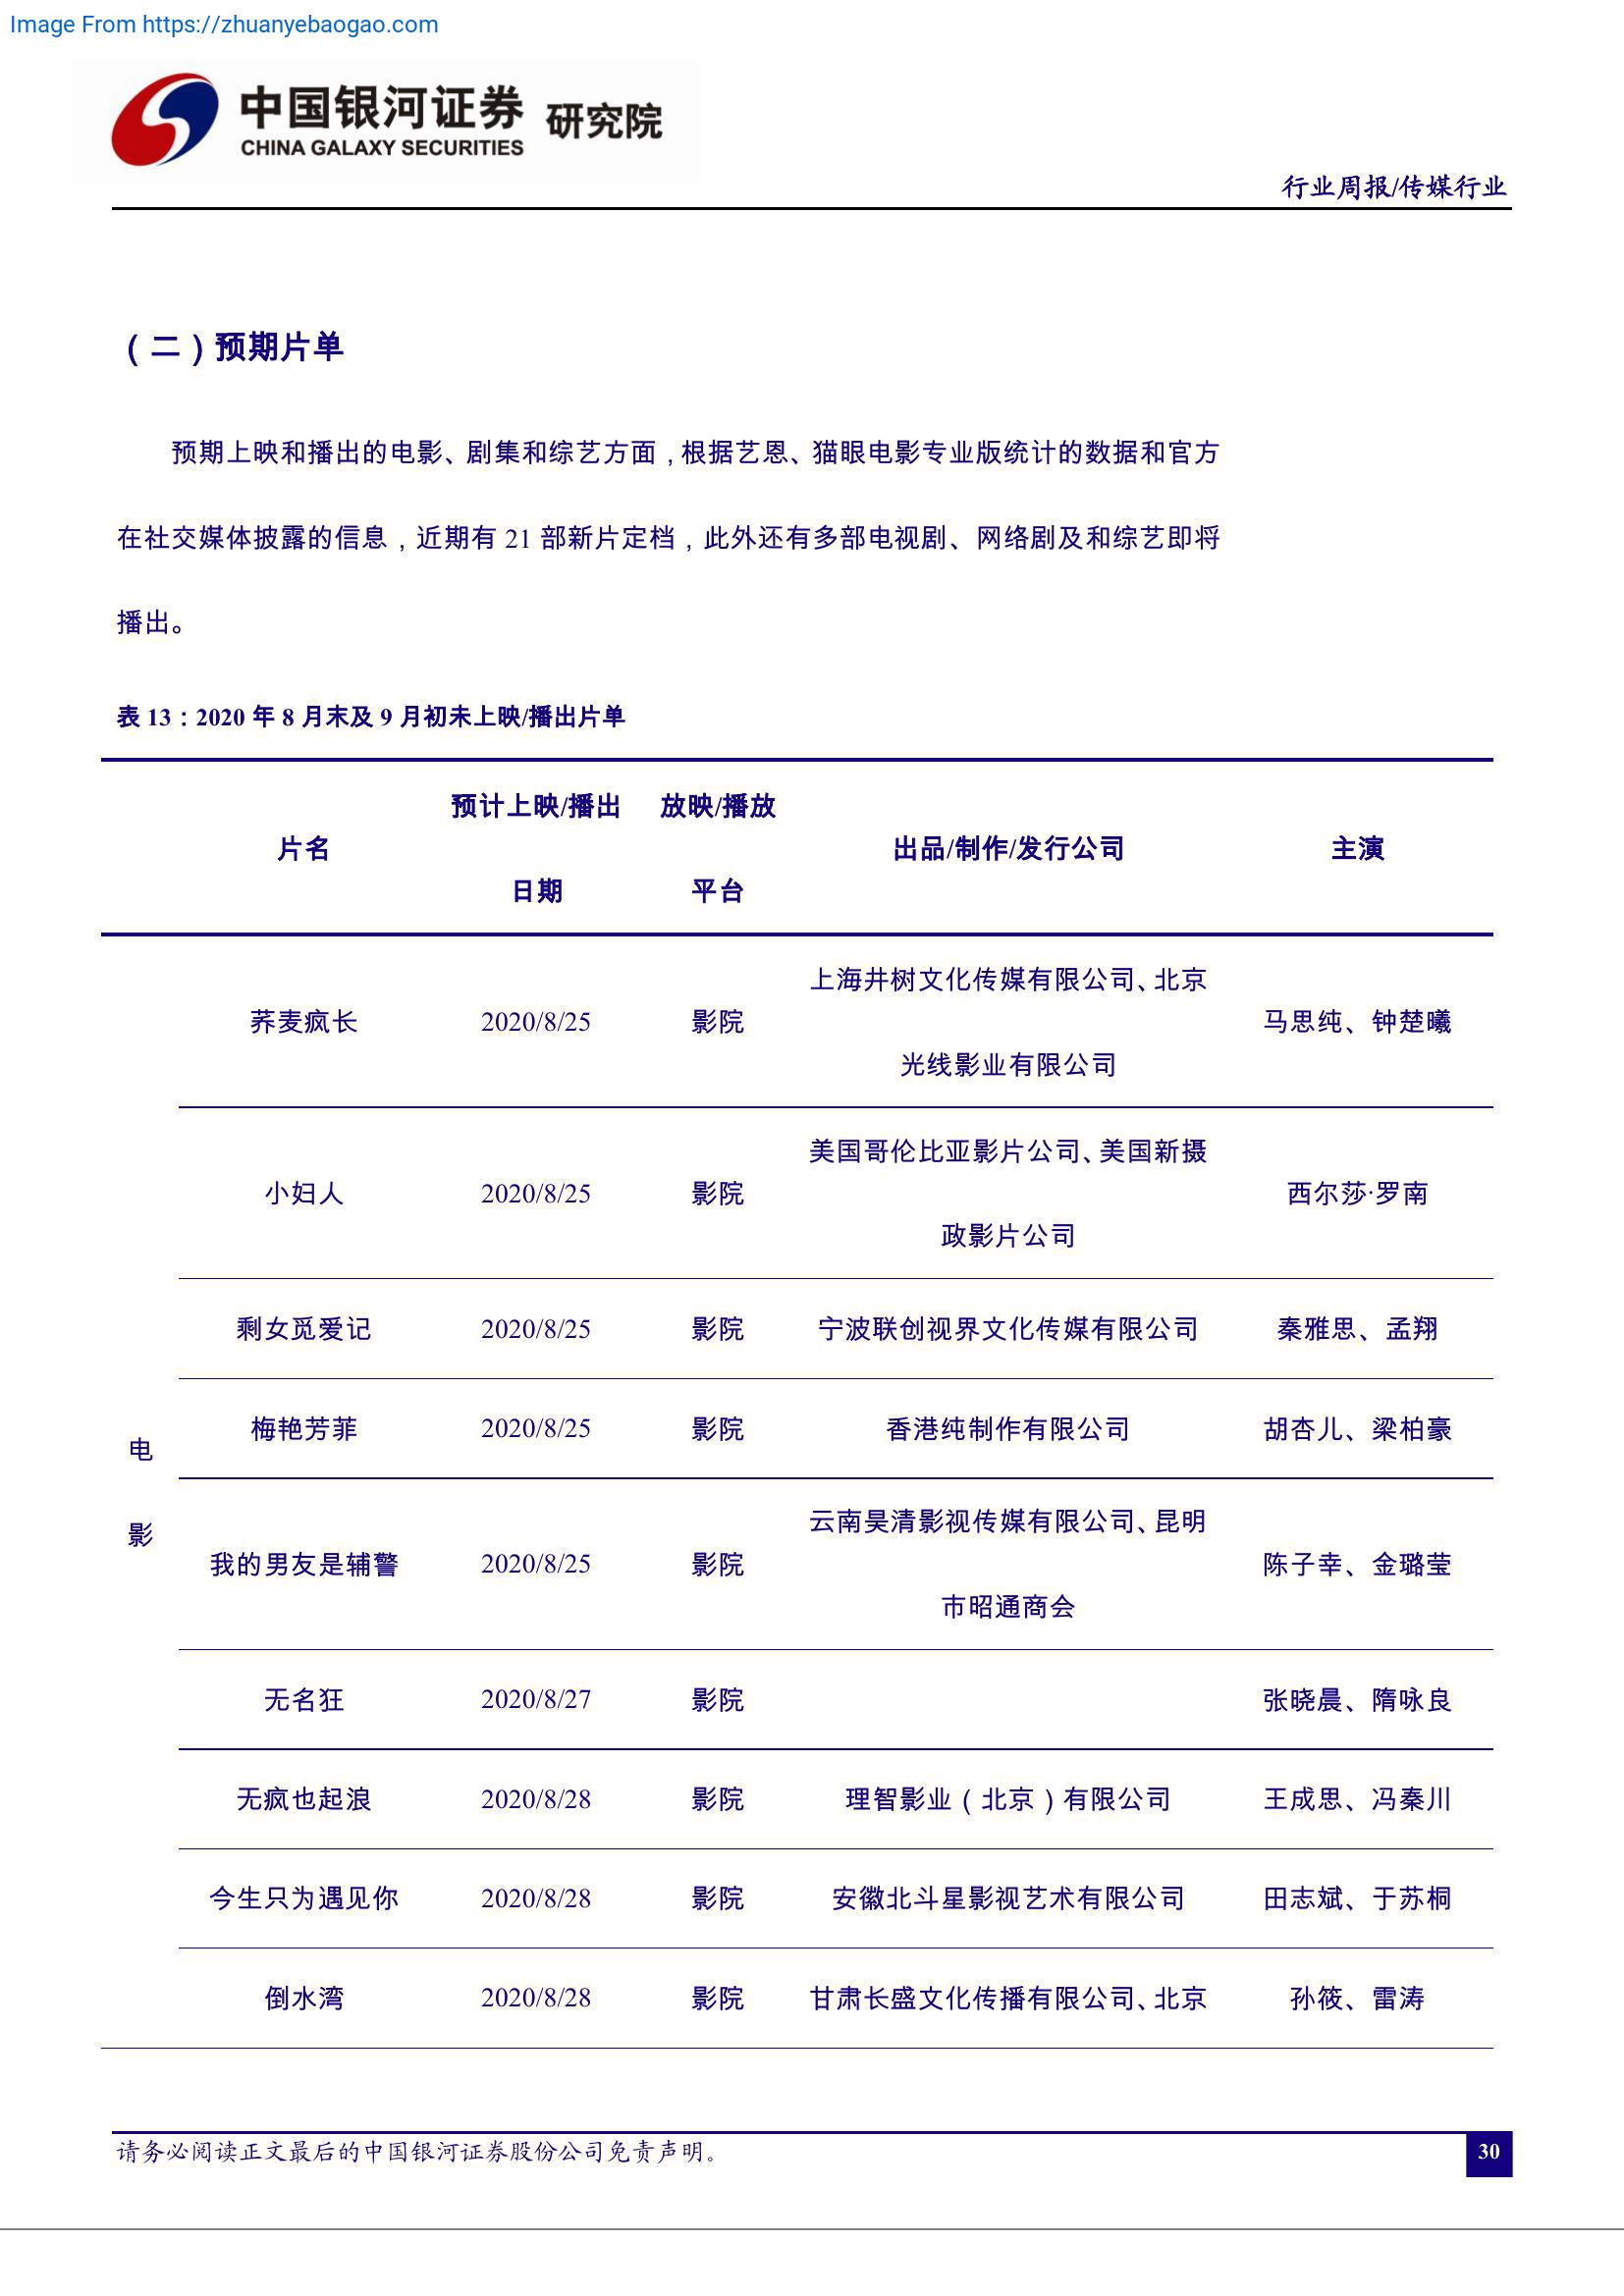 Image From https://zhuanyebaogao.com
中国银河证券 研究院
CHINA GALAXY SECURITIES
行业周报/传媒行业
（二）预期片单
预期上映和播出的电影、剧集和综艺方面，根据艺恩、猫眼电影专业版统计的数据和官方
在社交媒体披露的信息，近期有 21 部新片定档，此外还有多部电视剧、网络剧及和综艺即将
播出。
表 13：2020 年 8 月末及 9 月初未上映/播出片单
片名 预计上映/播出日期 放映/播放平台 出品/制作/发行公司 主演
电影
荞麦疯长 2020/8/25 影院 上海井树文化传媒有限公司、北京光线影业有限公司 马思纯、钟楚曦
小妇人 2020/8/25 影院 美国哥伦比亚影片公司、美国新摄政影片公司 西尔莎·罗南
剩女觅爱记 2020/8/25 影院 宁波联创视界文化传媒有限公司 秦雅思、孟翔
梅艳芳菲 2020/8/25 影院 香港纯制作有限公司 胡杏儿、梁柏豪
我的男友是辅警 2020/8/25 影院 云南昊清影视传媒有限公司、昆明市昭通商会 陈子幸、金璐莹
无名狂 2020/8/27 影院 张晓晨、隋咏良
无疯也起浪 2020/8/28 影院 理智影业（北京）有限公司 王成思、冯秦川
今生只为遇见你 2020/8/28 影院 安徽北斗星影视艺术有限公司 田志斌、于苏桐
倒水湾 2020/8/28 影院 甘肃长盛文化传播有限公司、北京 孙筱、雷涛
请务必阅读正文最后的中国银河证券股份公司免责声明。
30